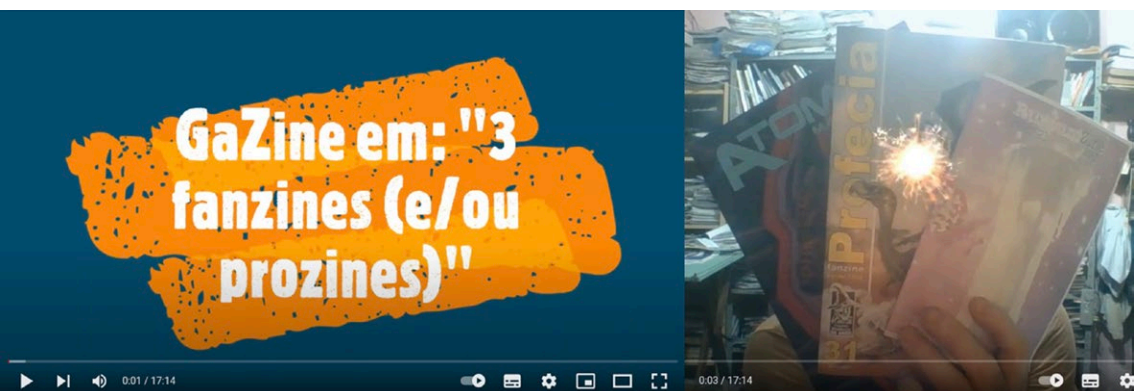 GaZine em: "3
fanzines (e/ou
prozines)"
0:01 / 17:14
ATOM
Profecia
fanzine
31
0:03 / 17:14